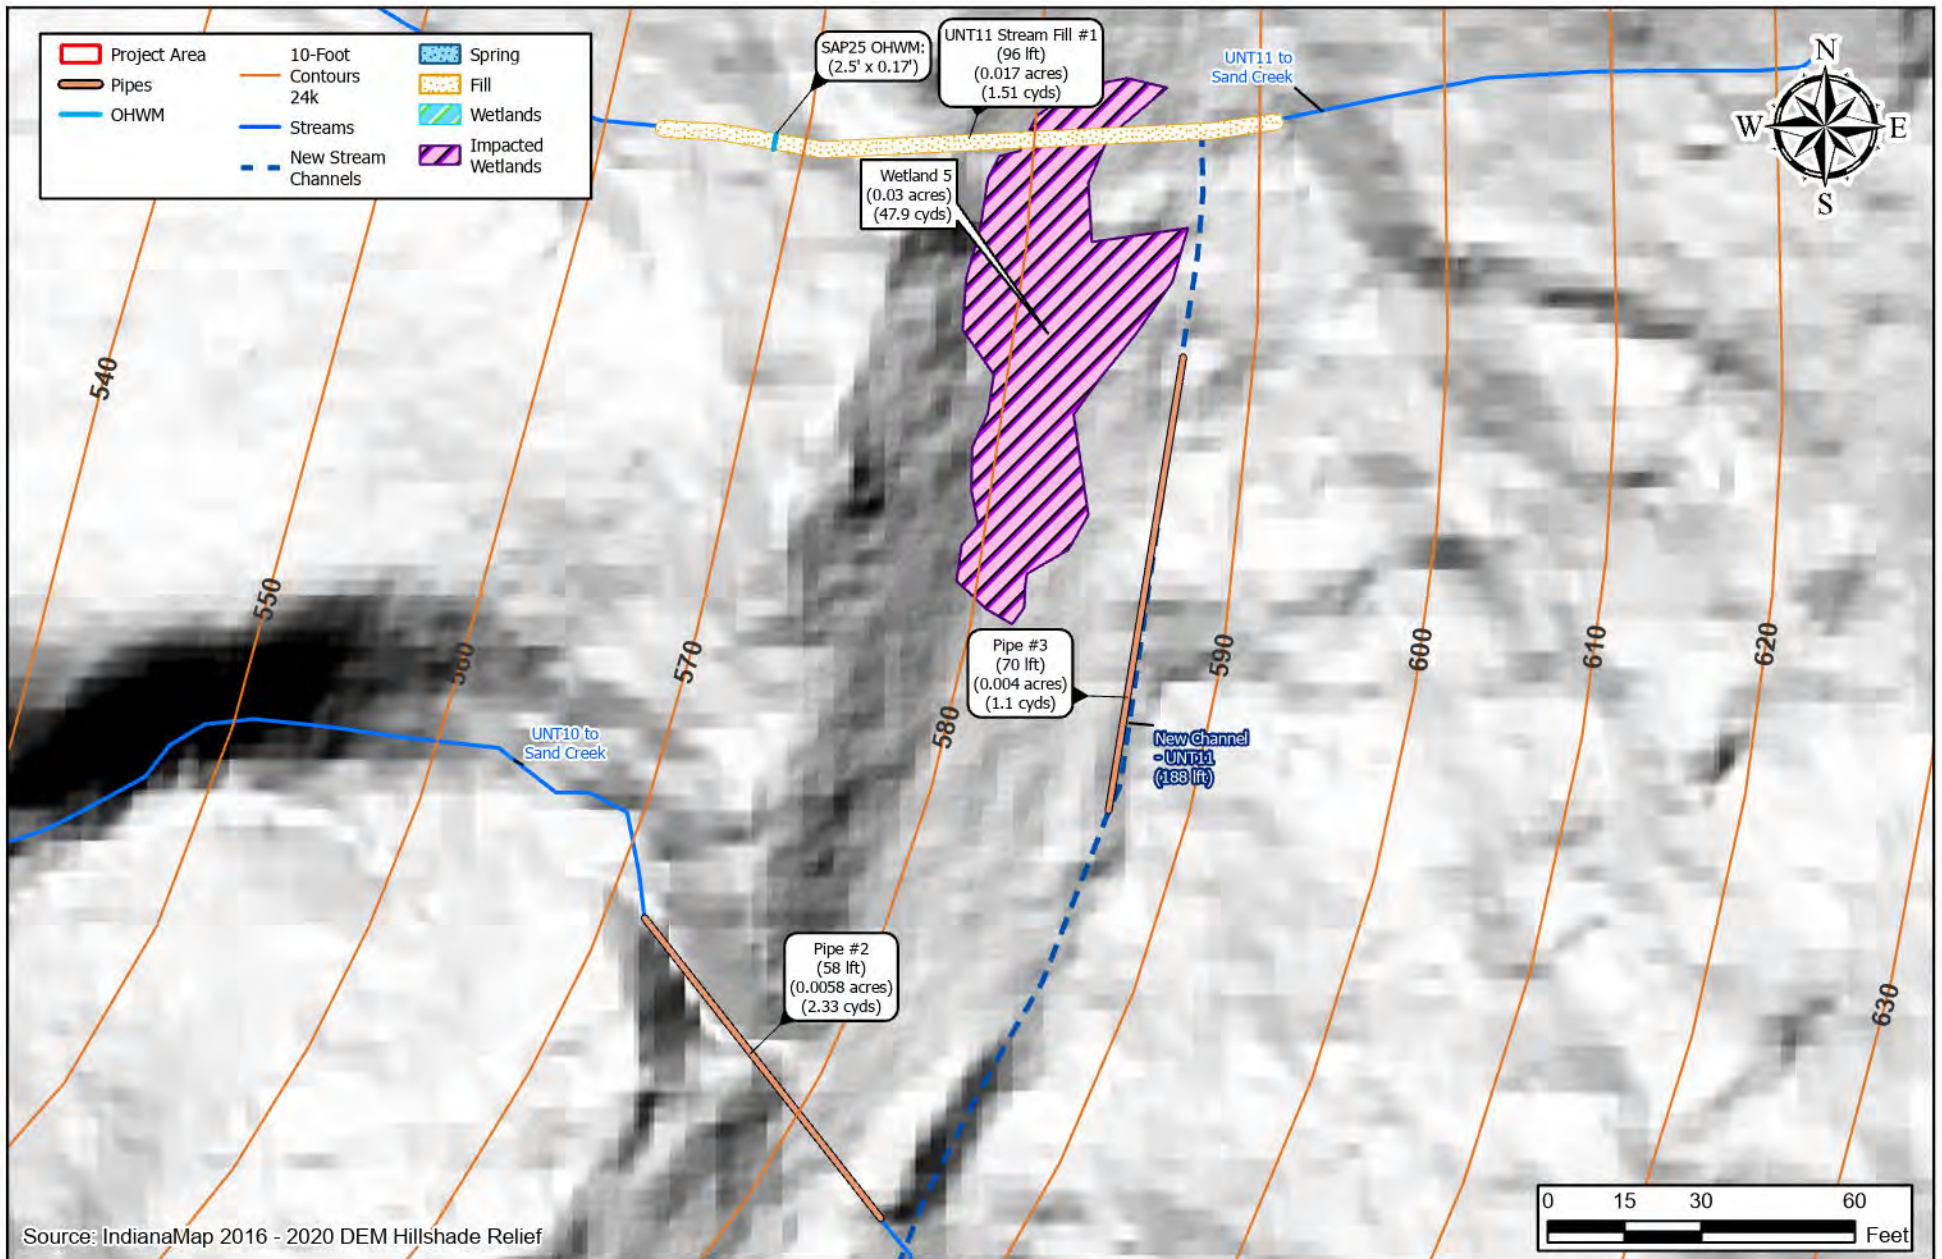 Project Area
Pipes
OHWM
10-Foot
Contours
24k
Streams
New Stream
Channels
Spring
Fill
Wetlands
Impacted
Wetlands
SAP25 OHWM:
(2.5' x 0.17')
UNT11 Stream Fill #1
(96 lft)
(0.017 acres)
(1.51 cyds)
UNT11 to
Sand Creek
N
W
E
S
Wetland 5
(0.03 acres)
(47.9 cyds)
540
550
560
570
580
590
600
610
620
630
Pipe #3
(70 lft)
(0.004 acres)
(1.1 cyds)
New Channel
- UNT11
(188 lft)
UNT10 to
Sand Creek
Pipe #2
(58 lft)
(0.0058 acres)
(2.33 cyds)
Source: IndianaMap 2016 - 2020 DEM Hillshade Relief
0 15 30 60
Feet